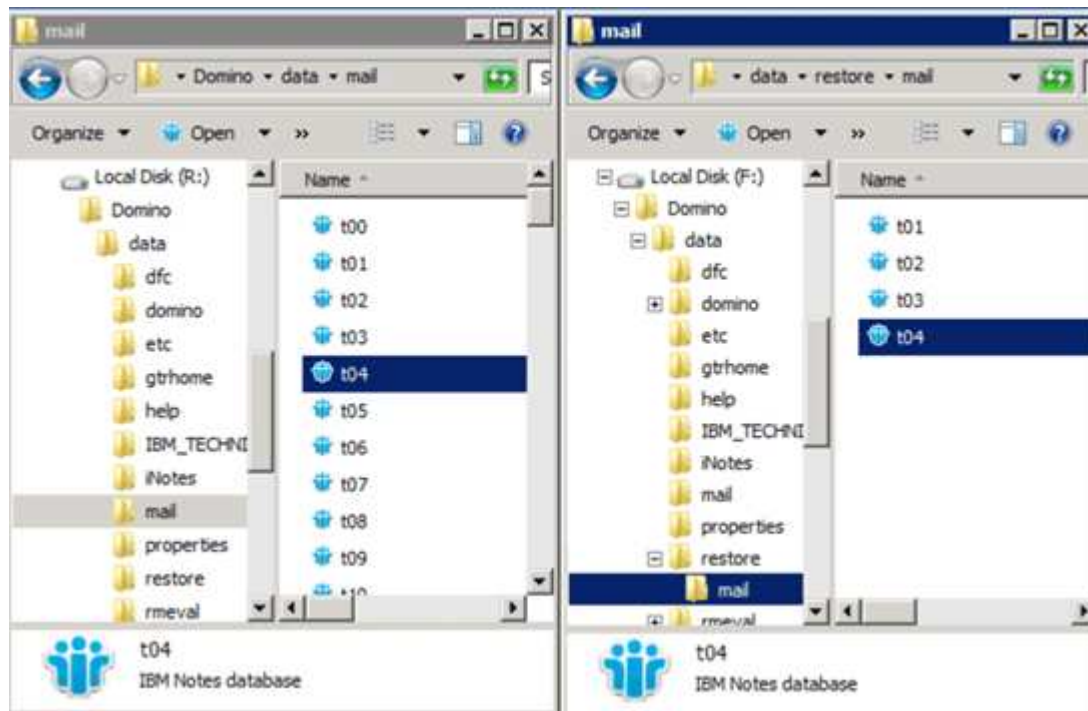 mail
Domino data mail
S
Organize Open »
Local Disk (R:)
Domino
data
dfc
domino
etc
gtrhome
help
IBM_TECHNI
iNotes
mail
properties
restore
rmeval
Name
t00
t01
t02
t03
t04
t05
t06
t07
t08
t09
t10
t04
IBM Notes database
mail
data restore mail
Organize Open »
Local Disk (F:)
Domino
data
dfc
domino
etc
gtrhome
help
IBM_TECHNI
iNotes
mail
properties
restore
mail
rmeval
Name
t01
t02
t03
t04
t04
IBM Notes database